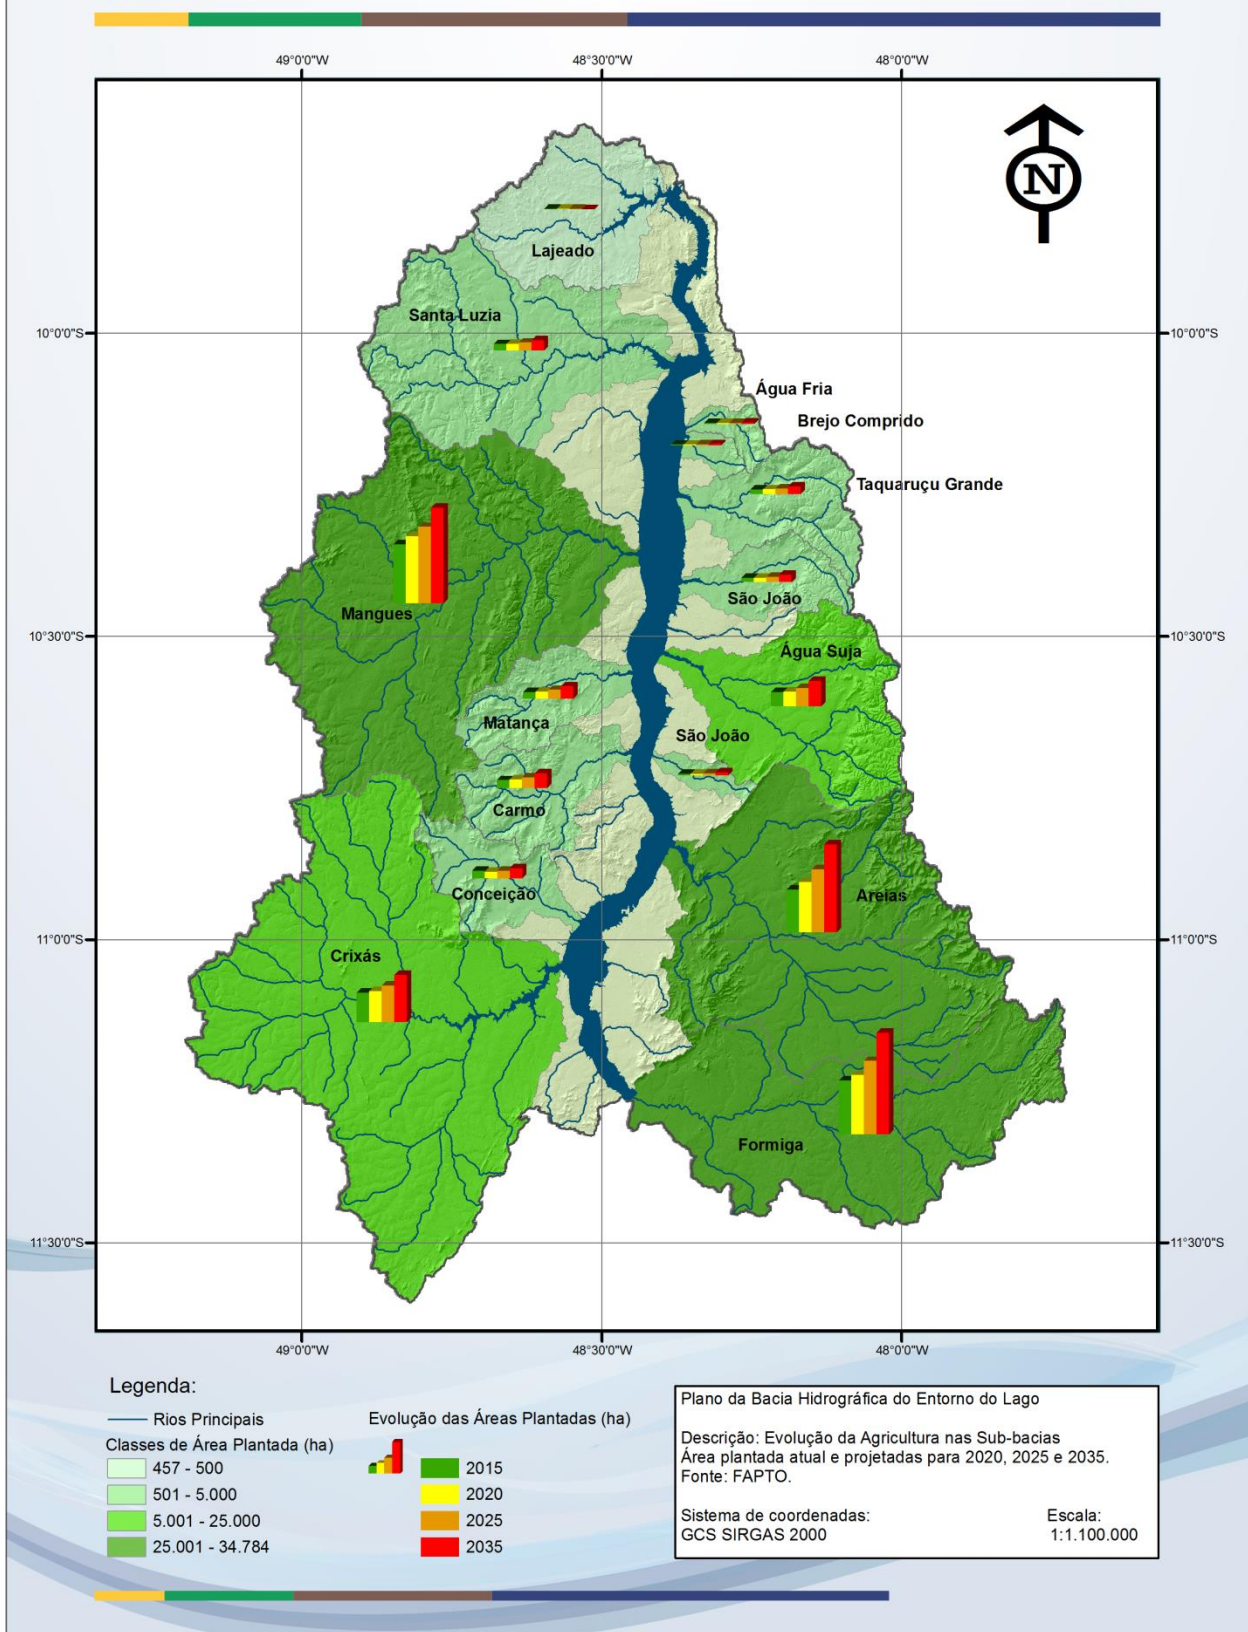 49°0'0"W
48°30'0"W
48°0'0"W
N
Lajeado
Santa Luzia
10°0'0"S
10°0'0"S
Água Fria
Brejo Comprido
Taquaruçu Grande
São João
Mangues
10°30'0"S
10°30'0"S
Água Suja
Matança
São João
Carmo
Conceição
Areias
11°0'0"S
11°0'0"S
Crixás
Formiga
11°30'0"S
11°30'0"S
49°0'0"W
48°30'0"W
48°0'0"W
Legenda:
Rios Principais
Classes de Área Plantada (ha)
457 - 500
501 - 5.000
5.001 - 25.000
25.001 - 34.784
Evolução das Áreas Plantadas (ha)
2015
2020
2025
2035
Plano da Bacia Hidrográfica do Entorno do Lago
Descrição: Evolução da Agricultura nas Sub-bacias
Área plantada atual e projetadas para 2020, 2025 e 2035.
Fonte: FAPTO.
Sistema de coordenadas:
GCS SIRGAS 2000
Escala:
1:1.100.000